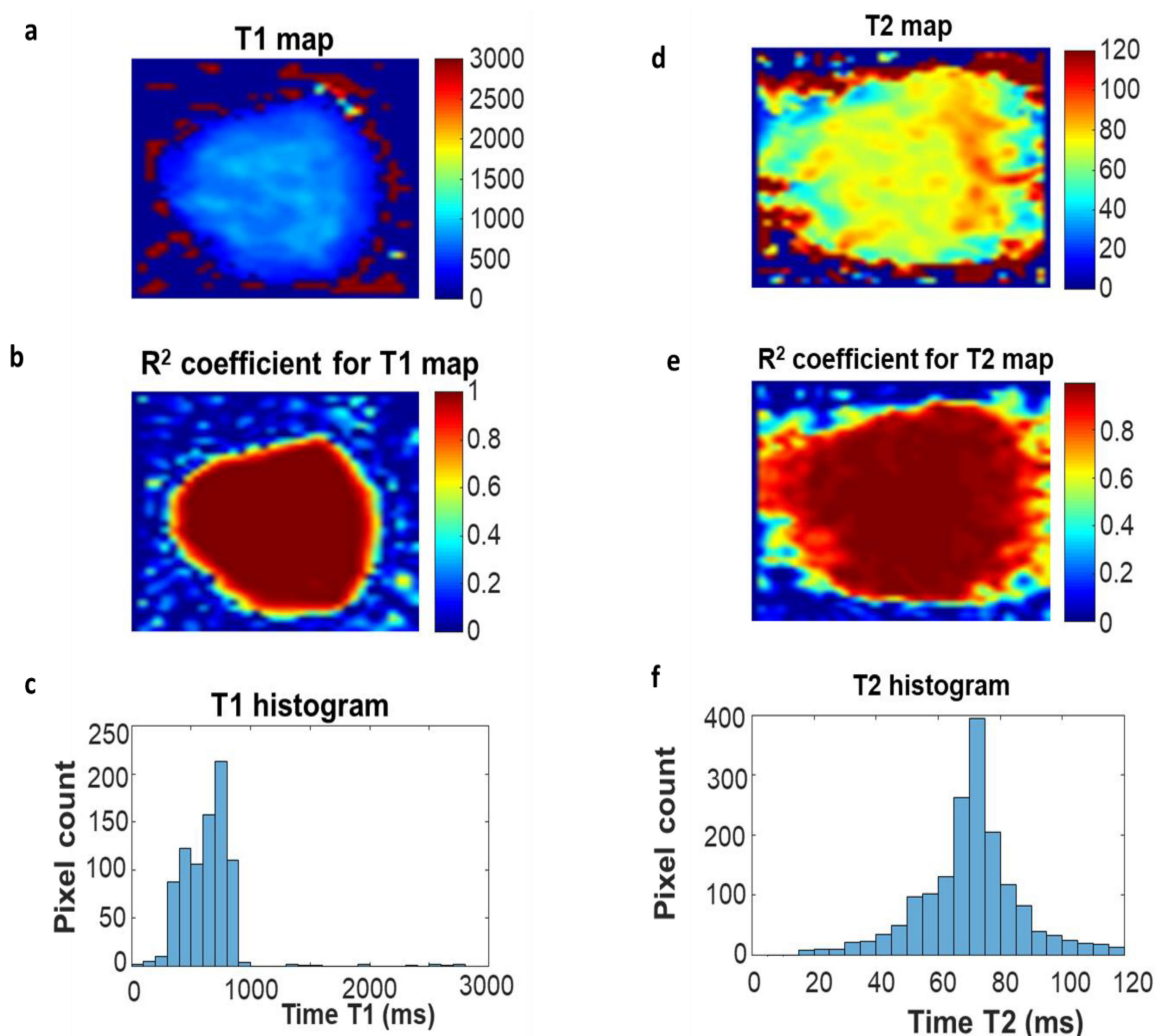 a
T1 map
3000
2500
2000
1500
1000
500
0
b
R² coefficient for T1 map
1
0.8
0.6
0.4
0.2
0
c
T1 histogram
250
200
150
100
50
0
Pixel count
0 1000 2000 3000
Time T1 (ms)
d
T2 map
120
100
80
60
40
20
0
e
R² coefficient for T2 map
0.8
0.6
0.4
0.2
0
f
T2 histogram
400
300
200
100
0
Pixel count
0 20 40 60 80 100 120
Time T2 (ms)